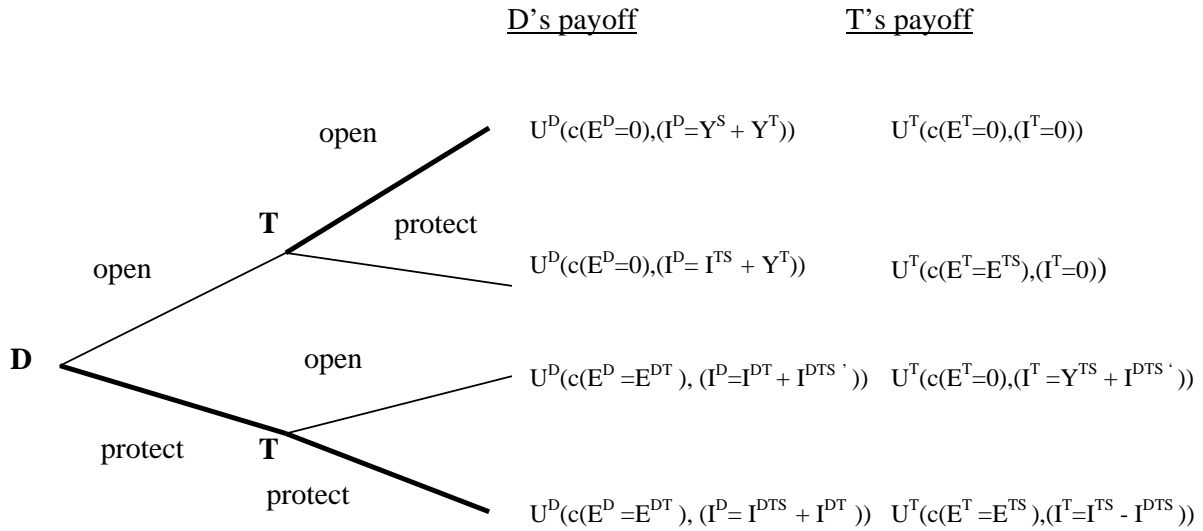 D’s payoff T’s payoff
open U^D(c(E^D=0),(I^D=Y^S + Y^T)) U^T(c(E^T=0),(I^T=0))
T protect
open U^D(c(E^D=0),(I^D= I^TS + Y^T)) U^T(c(E^T=E^TS),(I^T=0))
D open U^D(c(E^D =E^DT ), (I^D=I^DT + I^DTS ‘ )) U^T(c(E^T=0),(I^T =Y^TS + I^DTS ‘ ))
protect T
protect U^D(c(E^D =E^DT ), (I^D= I^DTS + I^DT )) U^T(c(E^T =E^TS),(I^T=I^TS - I^DTS))